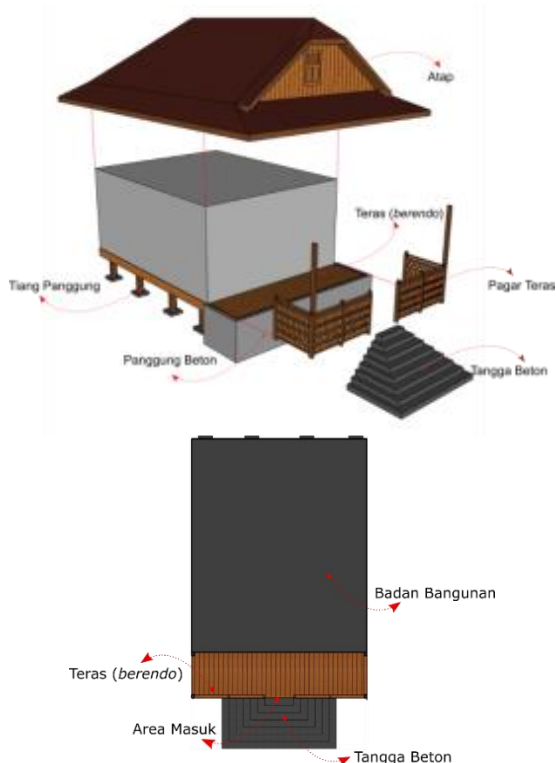 Atap
Teras (berendo)
Tiang Panggung
Pagar Teras
Panggung Beton
Tangga Beton
Badan Bangunan
Teras (berendo)
Area Masuk
Tangga Beton